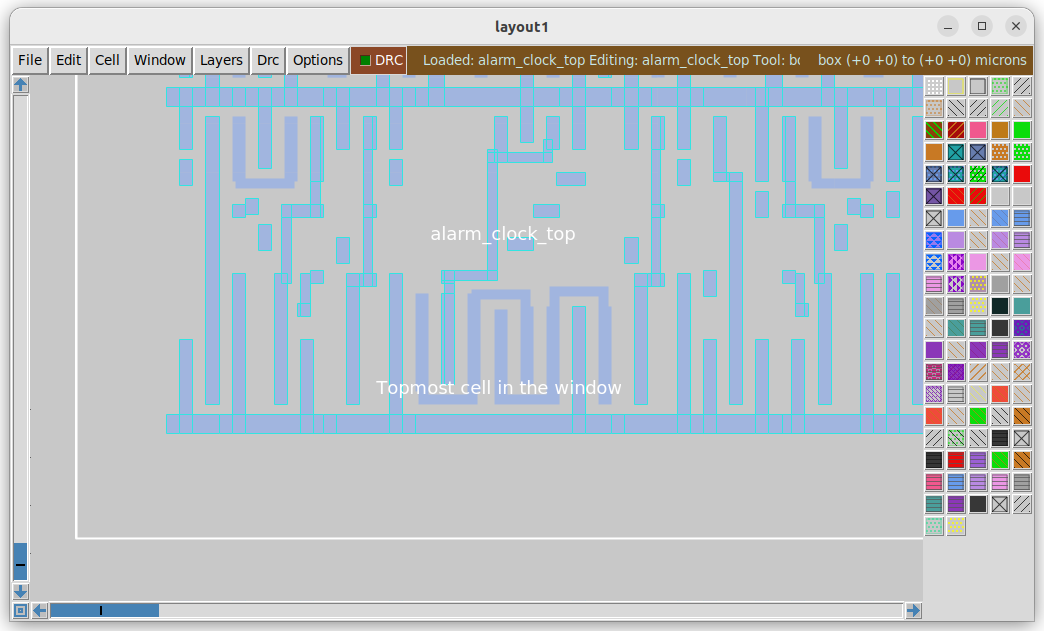 layout1
File Edit Cell Window Layers Drc Options DRC Loaded: alarm_clock_top Editing: alarm_clock_top Tool: box (+0 +0) to (+0 +0) microns
alarm_clock_top
Topmost cell in the window